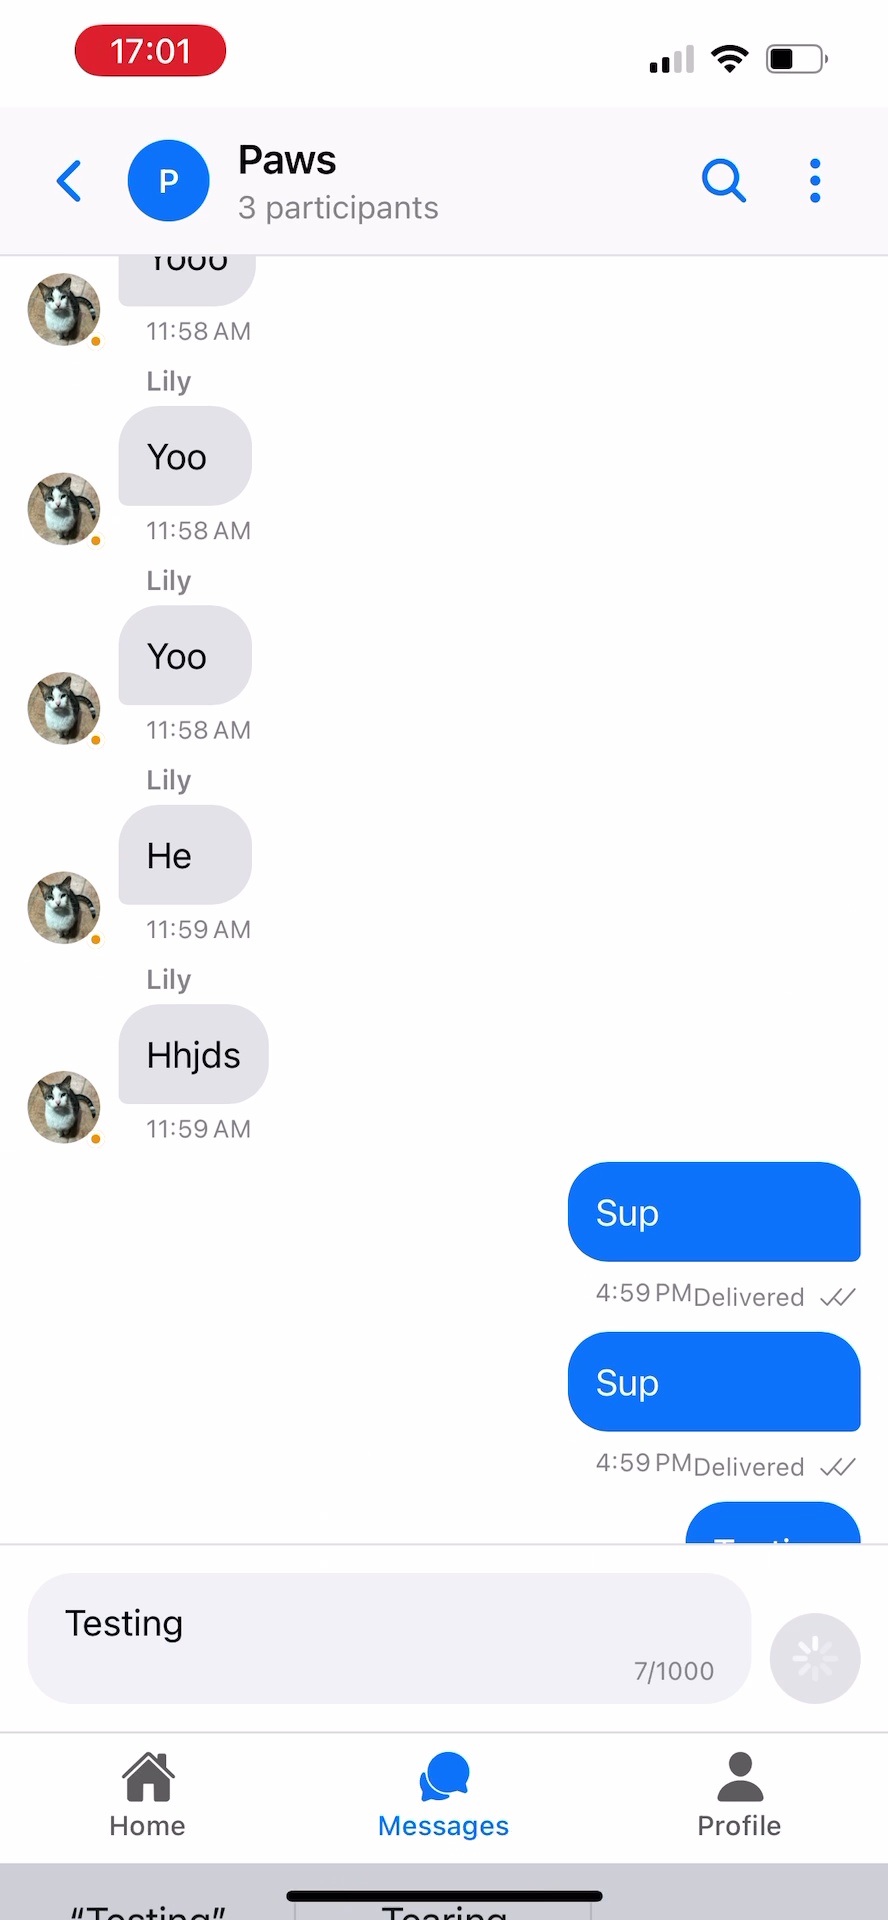 17:01
P
Paws
3 participants
Yooo
11:58 AM
Lily
Yoo
11:58 AM
Lily
Yoo
11:58 AM
Lily
He
11:59 AM
Lily
Hhjds
11:59 AM
Sup
4:59 PM Delivered
Sup
4:59 PM Delivered
Testing
7/1000
Home
Messages
Profile
“Testing”
Tearing